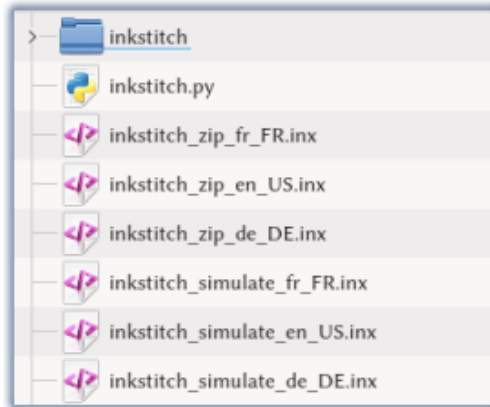 inkstitch
inkstitch.py
inkstitch_zip_fr_FR.inx
inkstitch_zip_en_US.inx
inkstitch_zip_de_DE.inx
inkstitch_simulate_fr_FR.inx
inkstitch_simulate_en_US.inx
inkstitch_simulate_de_DE.inx